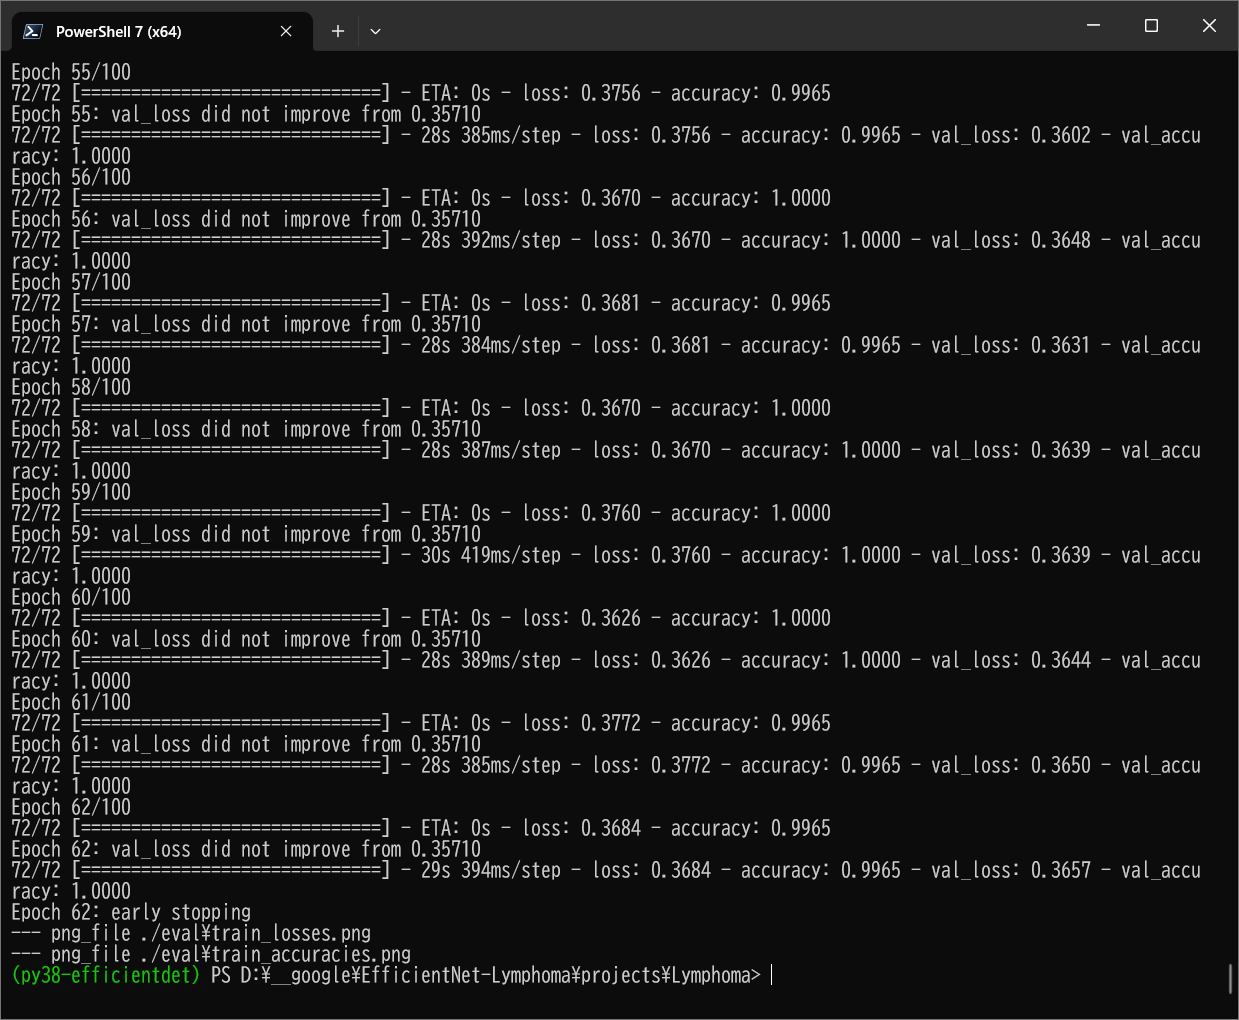 PowerShell 7 (x64)
Epoch 55/100
72/72 [==============================] - ETA: 0s - loss: 0.3756 - accuracy: 0.9965
Epoch 55: val_loss did not improve from 0.35710
72/72 [==============================] - 28s 385ms/step - loss: 0.3756 - accuracy: 0.9965 - val_loss: 0.3602 - val_accu
racy: 1.0000
Epoch 56/100
72/72 [==============================] - ETA: 0s - loss: 0.3670 - accuracy: 1.0000
Epoch 56: val_loss did not improve from 0.35710
72/72 [==============================] - 28s 392ms/step - loss: 0.3670 - accuracy: 1.0000 - val_loss: 0.3648 - val_accu
racy: 1.0000
Epoch 57/100
72/72 [==============================] - ETA: 0s - loss: 0.3681 - accuracy: 0.9965
Epoch 57: val_loss did not improve from 0.35710
72/72 [==============================] - 28s 384ms/step - loss: 0.3681 - accuracy: 0.9965 - val_loss: 0.3631 - val_accu
racy: 1.0000
Epoch 58/100
72/72 [==============================] - ETA: 0s - loss: 0.3670 - accuracy: 1.0000
Epoch 58: val_loss did not improve from 0.35710
72/72 [==============================] - 28s 387ms/step - loss: 0.3670 - accuracy: 1.0000 - val_loss: 0.3639 - val_accu
racy: 1.0000
Epoch 59/100
72/72 [==============================] - ETA: 0s - loss: 0.3760 - accuracy: 1.0000
Epoch 59: val_loss did not improve from 0.35710
72/72 [==============================] - 30s 419ms/step - loss: 0.3760 - accuracy: 1.0000 - val_loss: 0.3639 - val_accu
racy: 1.0000
Epoch 60/100
72/72 [==============================] - ETA: 0s - loss: 0.3626 - accuracy: 1.0000
Epoch 60: val_loss did not improve from 0.35710
72/72 [==============================] - 28s 389ms/step - loss: 0.3626 - accuracy: 1.0000 - val_loss: 0.3644 - val_accu
racy: 1.0000
Epoch 61/100
72/72 [==============================] - ETA: 0s - loss: 0.3772 - accuracy: 0.9965
Epoch 61: val_loss did not improve from 0.35710
72/72 [==============================] - 28s 385ms/step - loss: 0.3772 - accuracy: 0.9965 - val_loss: 0.3650 - val_accu
racy: 1.0000
Epoch 62/100
72/72 [==============================] - ETA: 0s - loss: 0.3684 - accuracy: 0.9965
Epoch 62: val_loss did not improve from 0.35710
72/72 [==============================] - 29s 394ms/step - loss: 0.3684 - accuracy: 0.9965 - val_loss: 0.3657 - val_accu
racy: 1.0000
Epoch 62: early stopping
--- png_file ./eval¥train_losses.png
--- png_file ./eval¥train_accuracies.png
(py38-efficientdet) PS D:¥__google¥EfficientNet-Lymphoma¥projects¥Lymphoma>